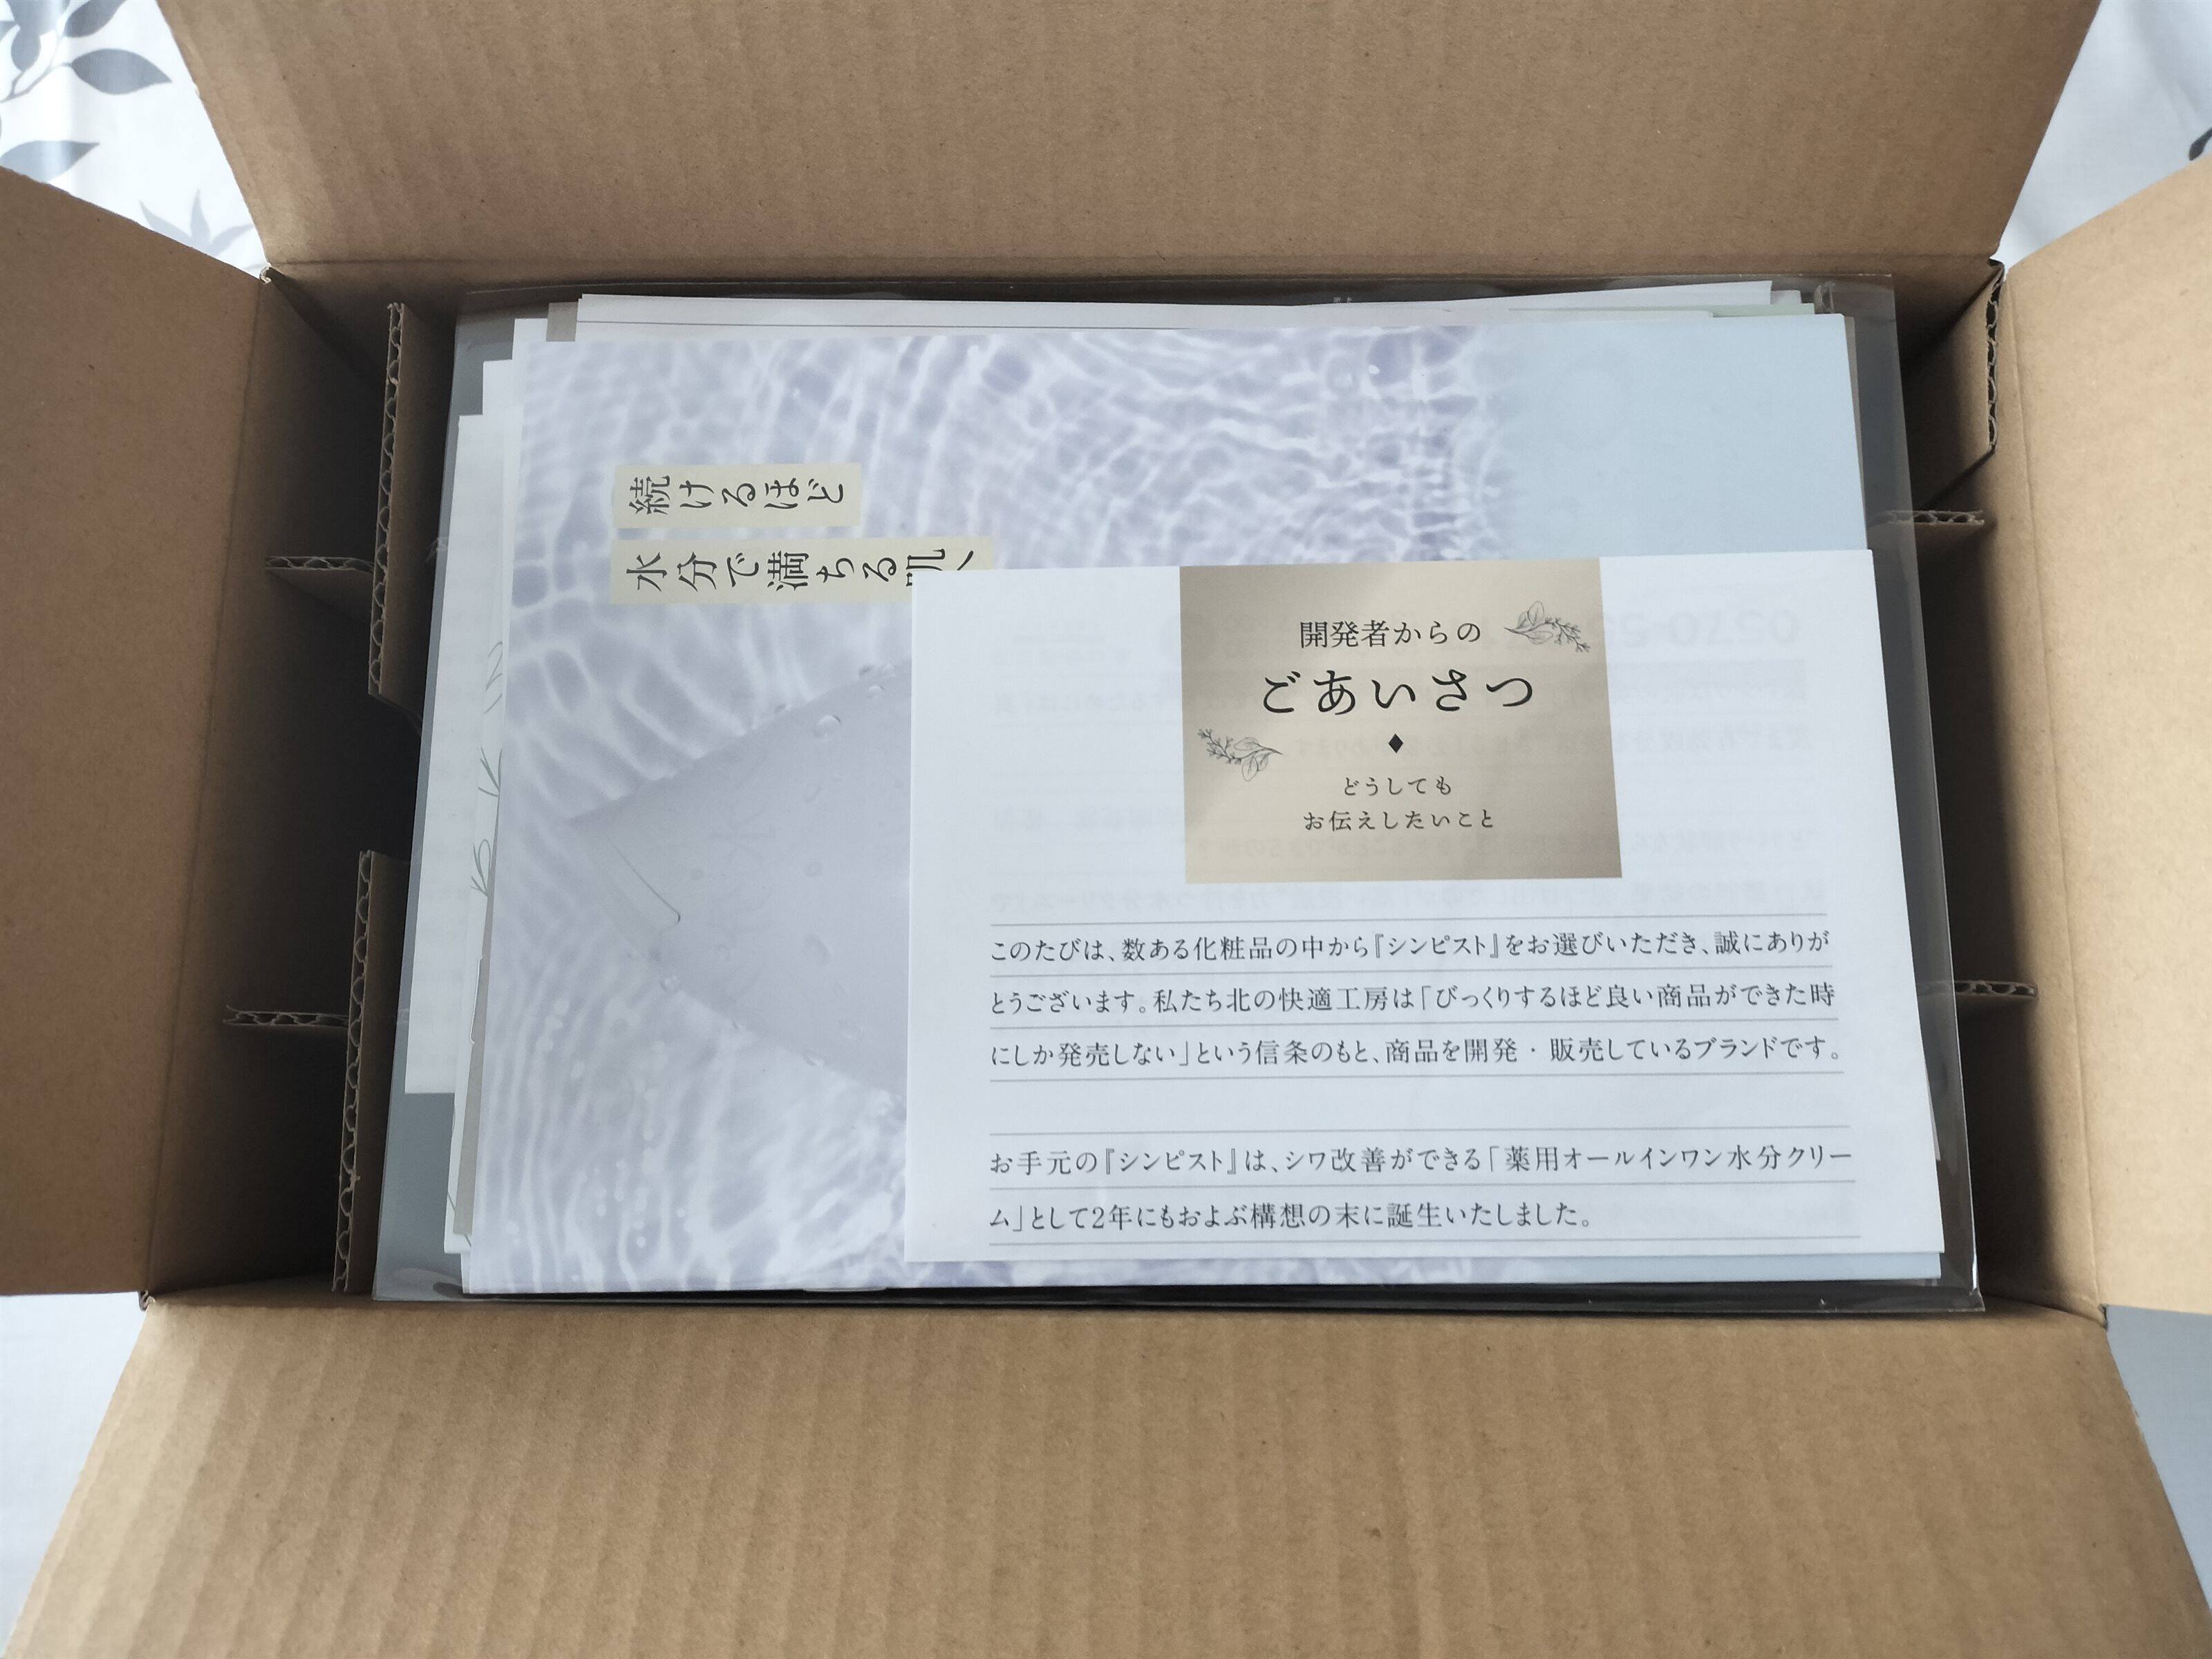 続けるほど
水分で満ちる肌へ
開発者からの
ごあいさつ
どうしても
お伝えしたいこと
このたびは、数ある化粧品の中から『シンピスト』をお選びいただき、誠にありが
とうございます。私たち北の快適工房は「びっくりするほど良い商品ができた時
にしか発売しない」という信条のもと、商品を開発・販売しているブランドです。
お手元の『シンピスト』は、シワ改善ができる「薬用オールインワン水分クリー
ム」として2年にもおよぶ構想の末に誕生いたしました。